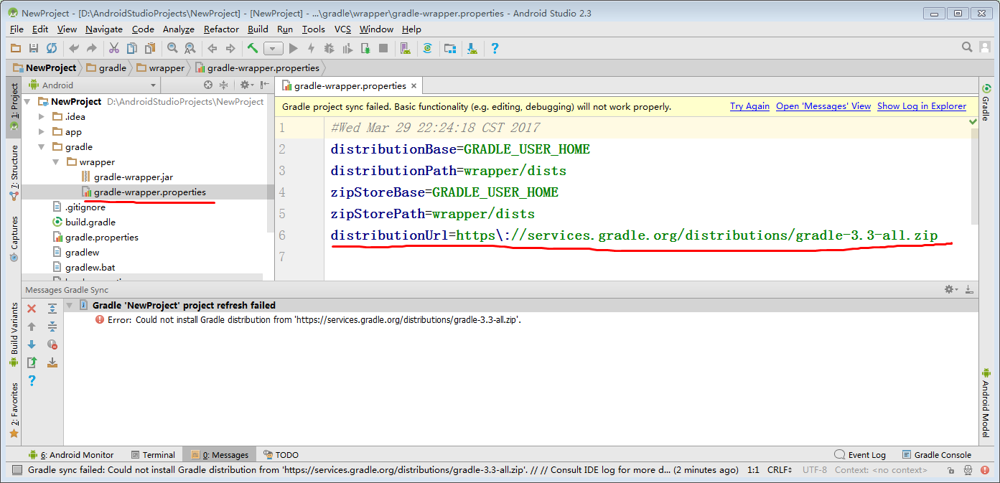 NewProject - [D:\AndroidStudioProjects\NewProject] - [NewProject] - ...\gradle\wrapper\gradle-wrapper.properties - Android Studio 2.3
File Edit View Navigate Code Analyze Refactor Build Run Tools VCS Window Help
NewProject gradle wrapper gradle-wrapper.properties
1: Project
7: Structure
Captures
Build Variants
2: Favorites
Android
NewProject D:\AndroidStudioProjects\NewProject
.idea
app
gradle
wrapper
gradle-wrapper.jar
gradle-wrapper.properties
.gitignore
build.gradle
gradle.properties
gradlew
gradlew.bat
gradle-wrapper.properties
Gradle project sync failed. Basic functionality (e.g. editing, debugging) will not work properly. Try Again Open 'Messages' View Show Log in Explorer
1 #Wed Mar 29 22:24:18 CST 2017
2 distributionBase=GRADLE_USER_HOME
3 distributionPath=wrapper/dists
4 zipStoreBase=GRADLE_USER_HOME
5 zipStorePath=wrapper/dists
6 distributionUrl=https\://services.gradle.org/distributions/gradle-3.3-all.zip
7
Gradle
Android Model
Messages Gradle Sync
Gradle 'NewProject' project refresh failed
Error: Could not install Gradle distribution from 'https://services.gradle.org/distributions/gradle-3.3-all.zip'.
6: Android Monitor Terminal 0: Messages TODO Event Log Gradle Console
Gradle sync failed: Could not install Gradle distribution from 'https://services.gradle.org/distributions/gradle-3.3-all.zip'. // // Consult IDE log for more d... (2 minutes ago) 1:1 CRLF UTF-8 Context: <no context>